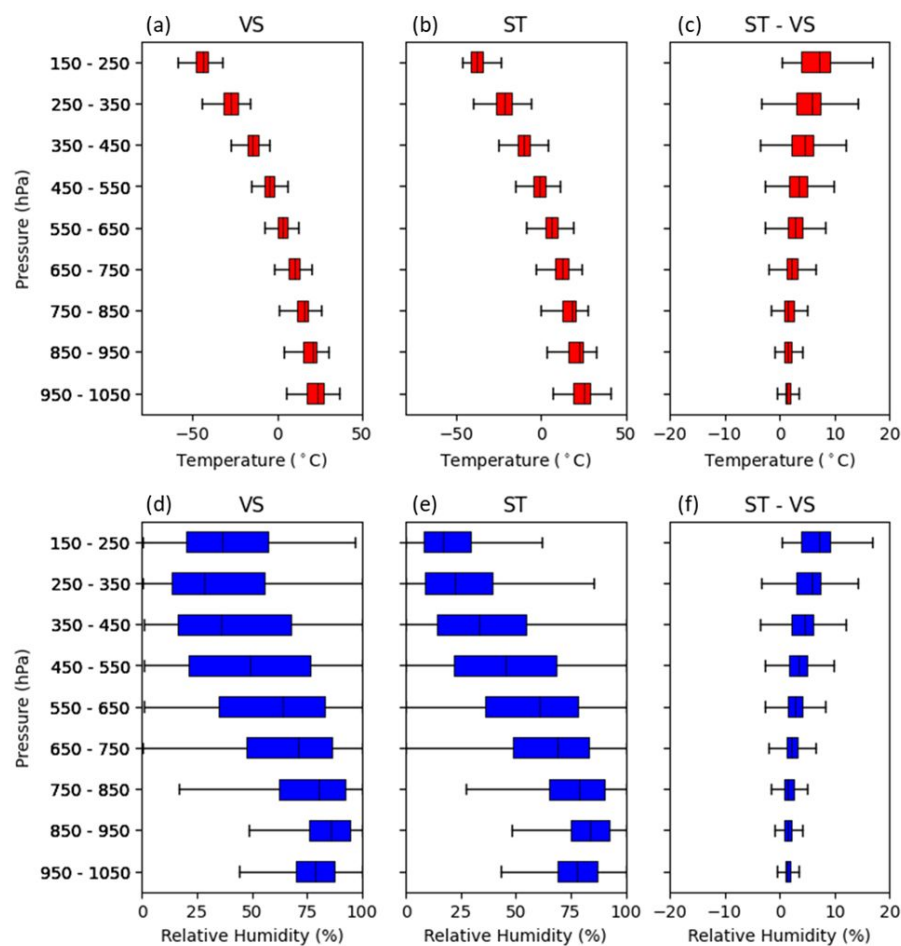 (a) VS
(b) ST
(c) ST - VS
Pressure (hPa)
150 - 250
250 - 350
350 - 450
450 - 550
550 - 650
650 - 750
750 - 850
850 - 950
950 - 1050
−50 0 50
Temperature (°C)
−50 0 50
Temperature (°C)
−20 −10 0 10 20
Temperature (°C)
(d) VS
(e) ST
(f) ST - VS
Pressure (hPa)
150 - 250
250 - 350
350 - 450
450 - 550
550 - 650
650 - 750
750 - 850
850 - 950
950 - 1050
0 25 50 75 100
Relative Humidity (%)
0 25 50 75 100
Relative Humidity (%)
−20 −10 0 10 20
Relative Humidity (%)